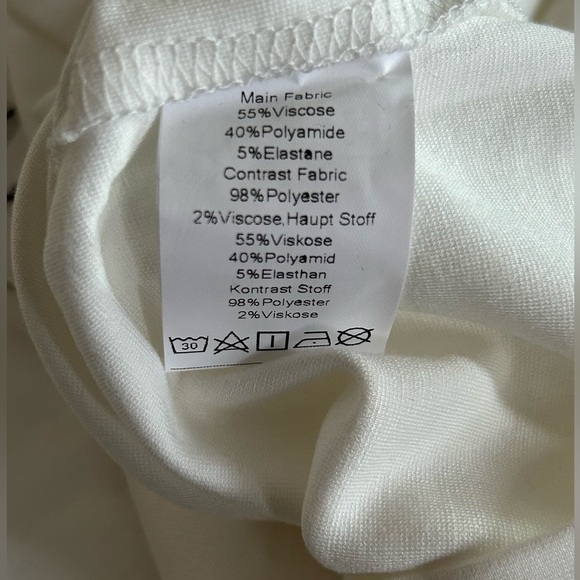 Main Fabric
55%Viscose
40%Polyamide
5%Elastane
Contrast Fabric
98%Polyester
2%Viscose,Haupt Stoff
55%Viskose
40%Polyamid
5%Elasthan
Kontrast Stoff
98%Polyester
2%Viskose
30